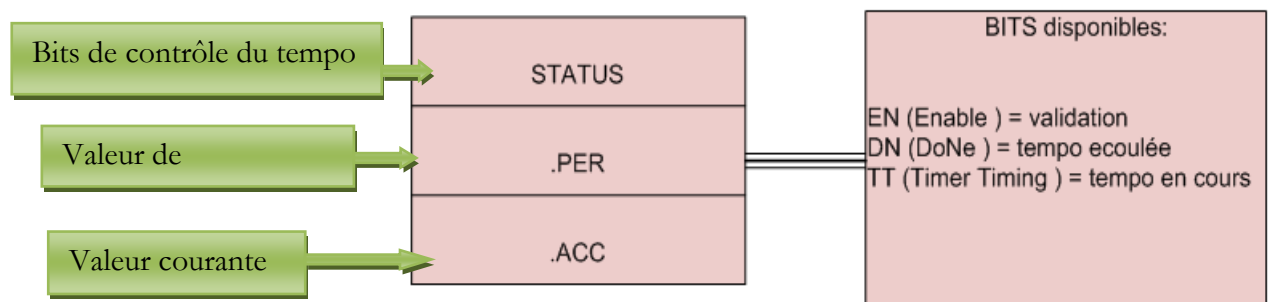 Bits de contrôle du tempo
Valeur de
Valeur courante
STATUS
.PER
.ACC
BITS disponibles:
EN (Enable ) = validation
DN (DoNe ) = tempo ecoulée
TT (Timer Timing ) = tempo en cours